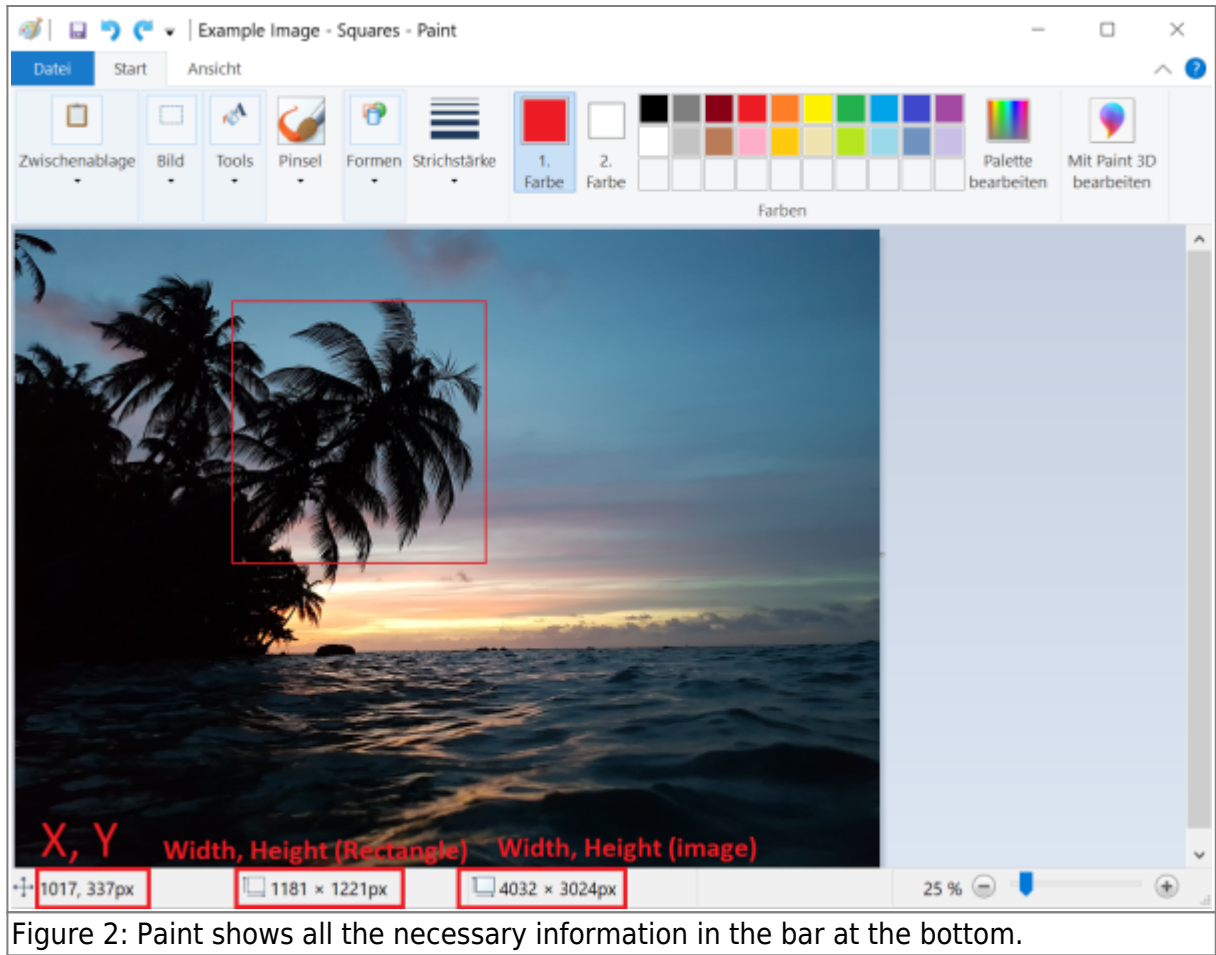 Example Image - Squares - Paint
Datei Start Ansicht
Zwischenablage Bild Tools Pinsel Formen Strichstärke 1. Farbe 2. Farbe Palette bearbeiten Mit Paint 3D bearbeiten
Farben
X, Y Width, Height (Rectangle) Width, Height (image)
1017, 337px 1181 × 1221px 4032 × 3024px 25 %
Figure 2: Paint shows all the necessary information in the bar at the bottom.